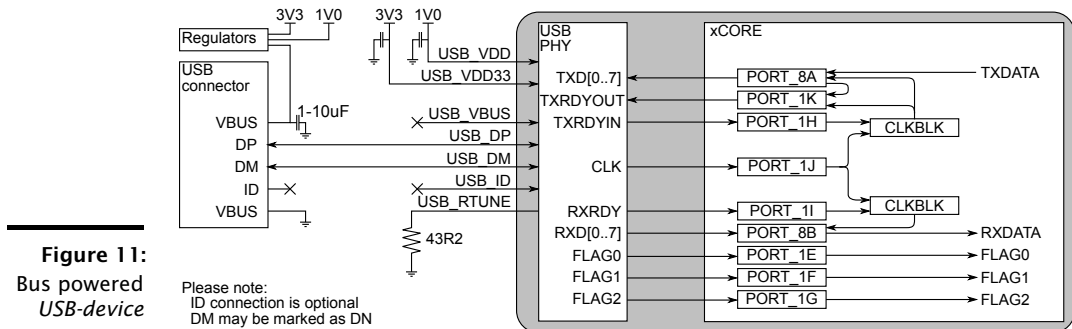 3V3 1V0
Regulators
USB
connector
VBUS
1-10uF
DP
DM
ID
VBUS
3V3 1V0
USB_VDD
USB_VDD33
USB_VBUS
USB_DP
USB_DM
USB_ID
USB_RTUNE
43R2
USB
PHY
TXD[0..7]
TXRDYOUT
TXRDYIN
CLK
RXRDY
RXD[0..7]
FLAG0
FLAG1
FLAG2
xCORE
PORT_8A
TXDATA
PORT_1K
PORT_1H
CLKBLK
PORT_1J
CLKBLK
PORT_1I
PORT_8B
RXDATA
PORT_1E
FLAG0
PORT_1F
FLAG1
PORT_1G
FLAG2
Figure 11:
Bus powered
USB-device
Please note:
ID connection is optional
DM may be marked as DN